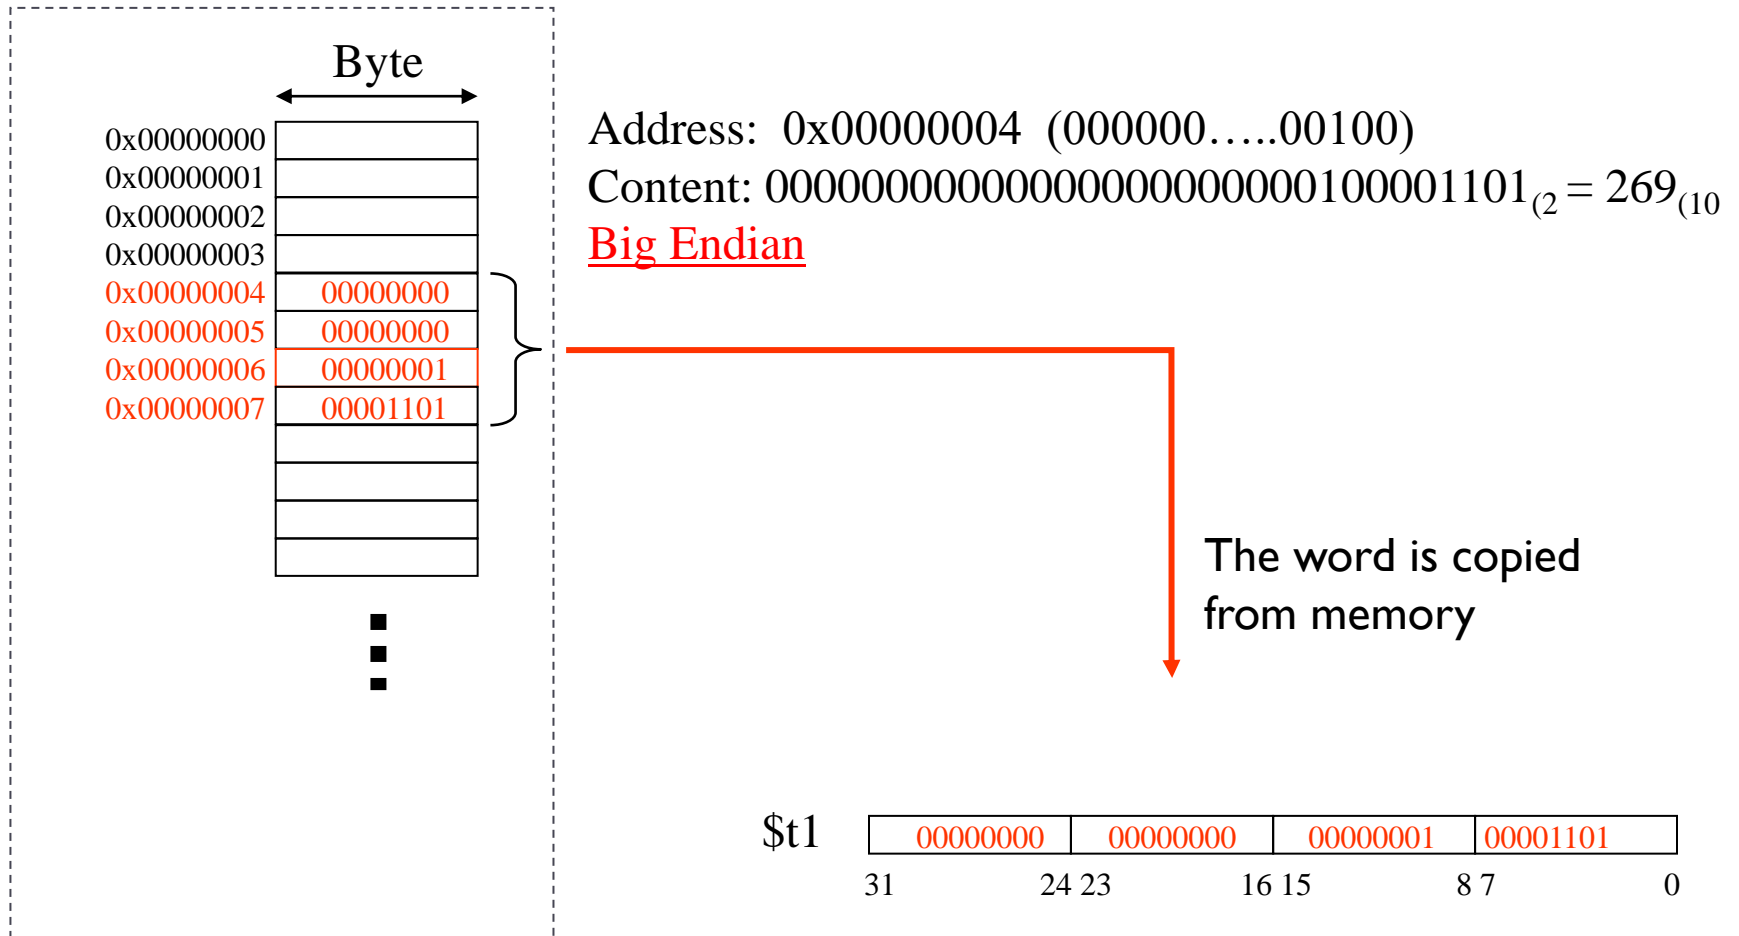 Byte
0x00000000
0x00000001
0x00000002
0x00000003
0x00000004 00000000
0x00000005 00000000
0x00000006 00000001
0x00000007 00001101
Address: 0x00000004 (000000…..00100)
Content: 00000000000000000000000100001101(2 = 269(10
Big Endian
The word is copied
from memory
$t1 00000000 00000000 00000001 00001101
31 24 23 16 15 8 7 0